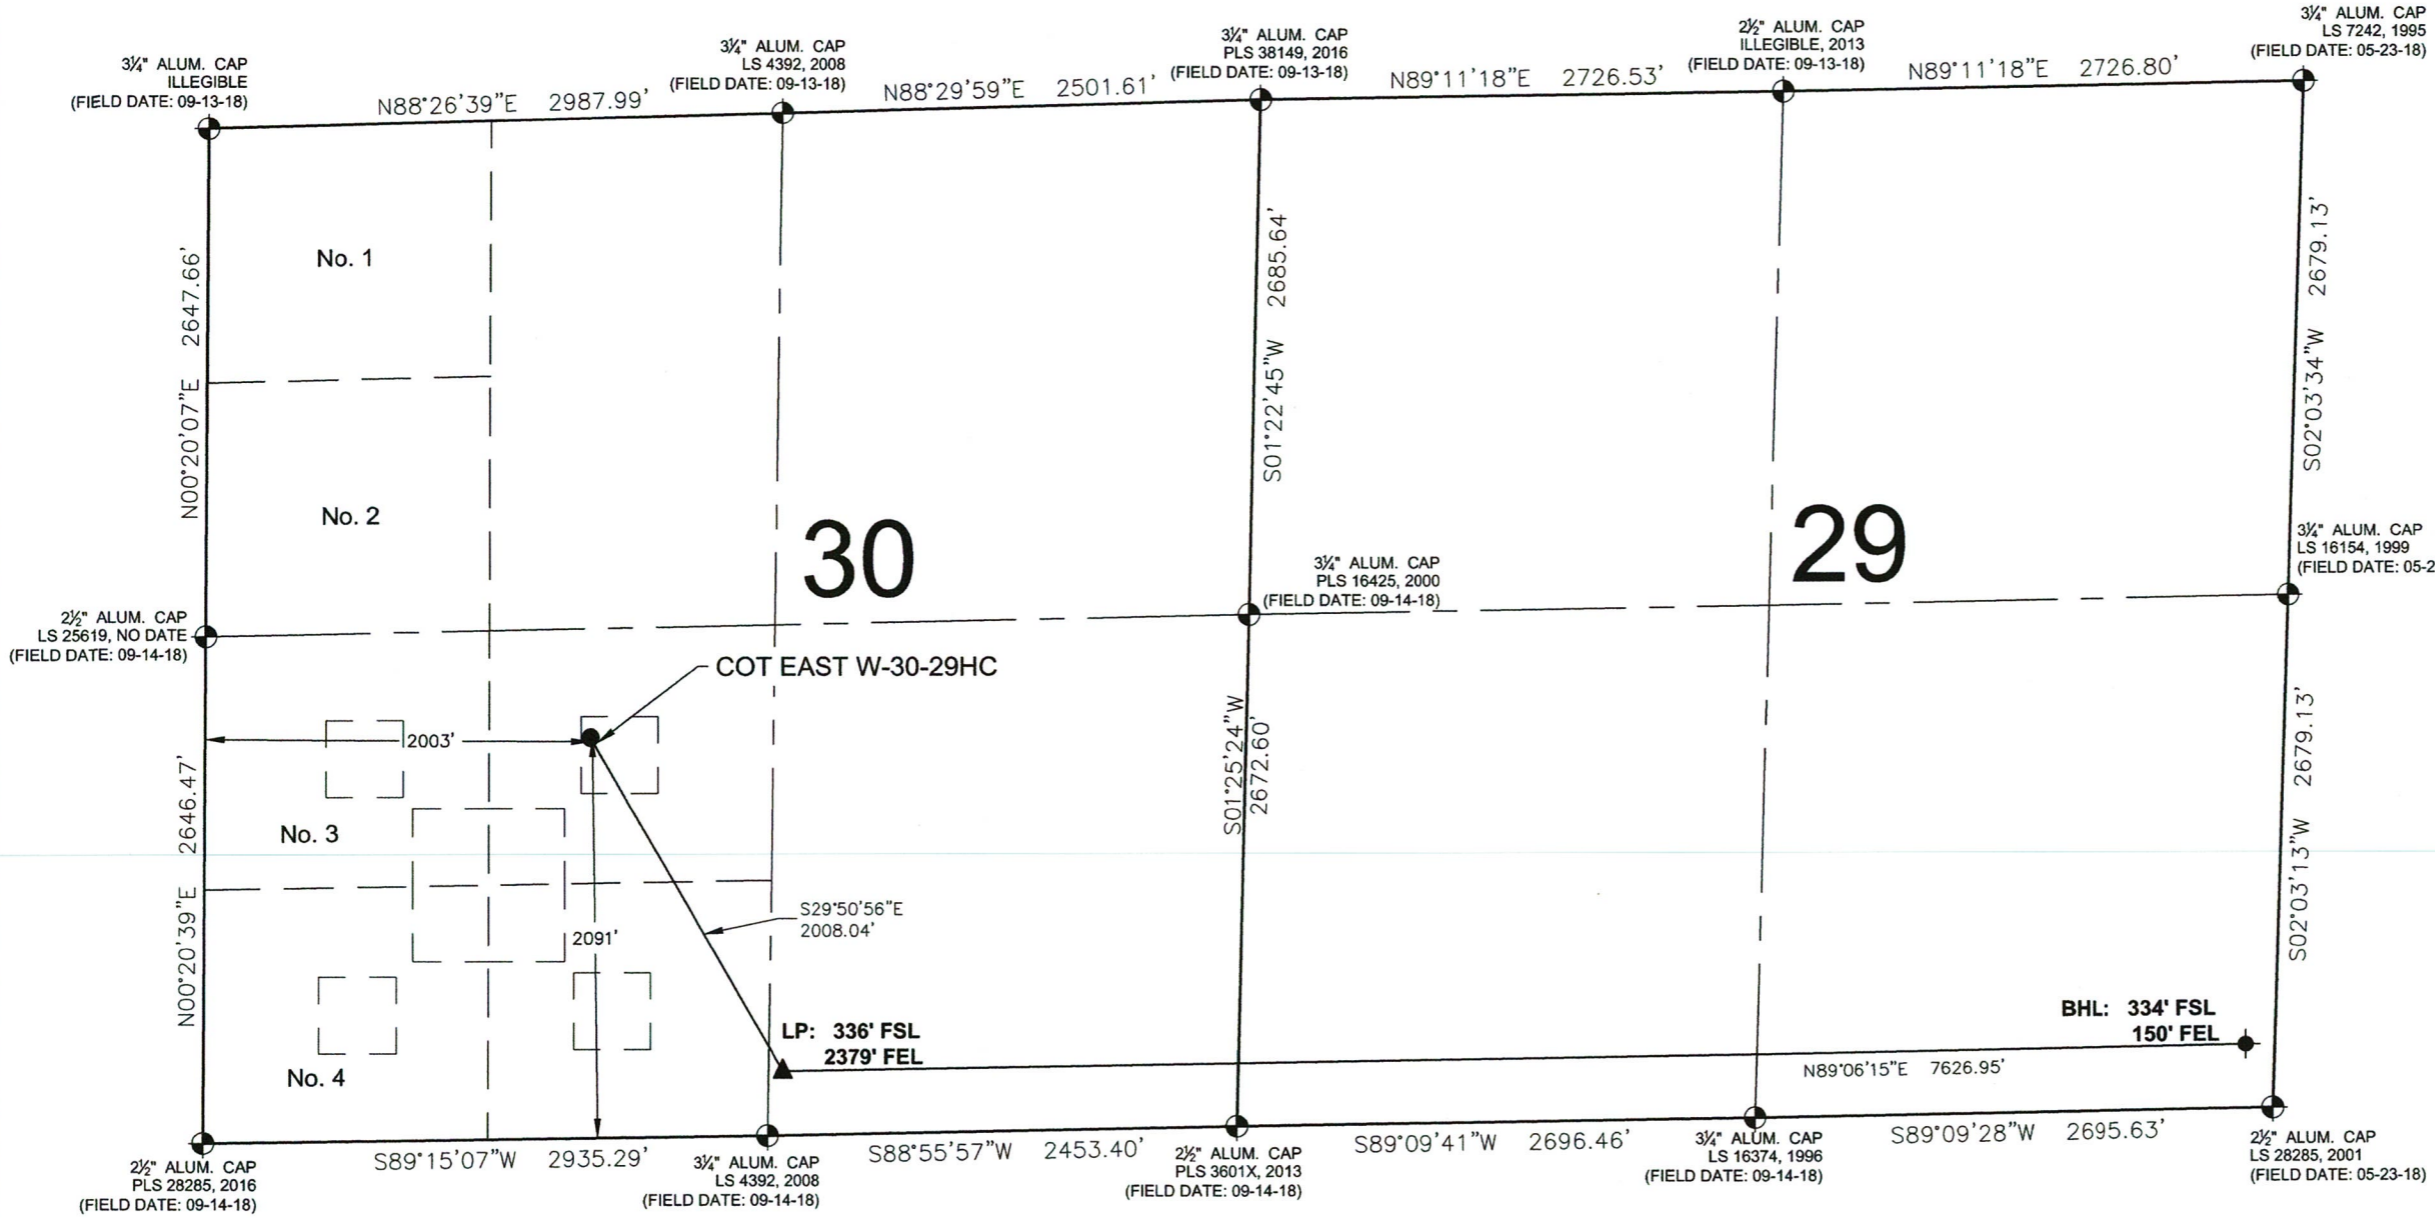 3¼" ALUM. CAP
ILLEGIBLE
(FIELD DATE: 09-13-18)
N88°26'39"E 2987.99'
3¼" ALUM. CAP
LS 4392, 2008
(FIELD DATE: 09-13-18)
N88°29'59"E 2501.61'
3¼" ALUM. CAP
PLS 38149, 2016
(FIELD DATE: 09-13-18)
N89°11'18"E 2726.53'
2½" ALUM. CAP
ILLEGIBLE, 2013
(FIELD DATE: 09-13-18)
N89°11'18"E 2726.80'
3¼" ALUM. CAP
LS 7242, 1995
(FIELD DATE: 05-23-18)
N00°20'07"E 2647.66'
No. 1
No. 2
30
S01°22'45"W 2685.64'
29
S02°03'34"W 2679.13'
2½" ALUM. CAP
LS 25619, NO DATE
(FIELD DATE: 09-14-18)
3¼" ALUM. CAP
PLS 16425, 2000
(FIELD DATE: 09-14-18)
3¼" ALUM. CAP
LS 16154, 1999
(FIELD DATE: 05-2
COT EAST W-30-29HC
2003'
N00°20'39"E 2646.47'
No. 3
2091'
S29°50'56"E
2008.04'
S01°25'24"W
2672.60'
S02°03'13"W 2679.13'
No. 4
LP: 336' FSL
2379' FEL
BHL: 334' FSL
150' FEL
N89°06'15"E 7626.95'
2½" ALUM. CAP
PLS 28285, 2016
(FIELD DATE: 09-14-18)
S89°15'07"W 2935.29'
3¼" ALUM. CAP
LS 4392, 2008
(FIELD DATE: 09-14-18)
S88°55'57"W 2453.40'
2½" ALUM. CAP
PLS 3601X, 2013
(FIELD DATE: 09-14-18)
S89°09'41"W 2696.46'
3¼" ALUM. CAP
LS 16374, 1996
(FIELD DATE: 09-14-18)
S89°09'28"W 2695.63'
2½" ALUM. CAP
LS 28285, 2001
(FIELD DATE: 05-23-18)